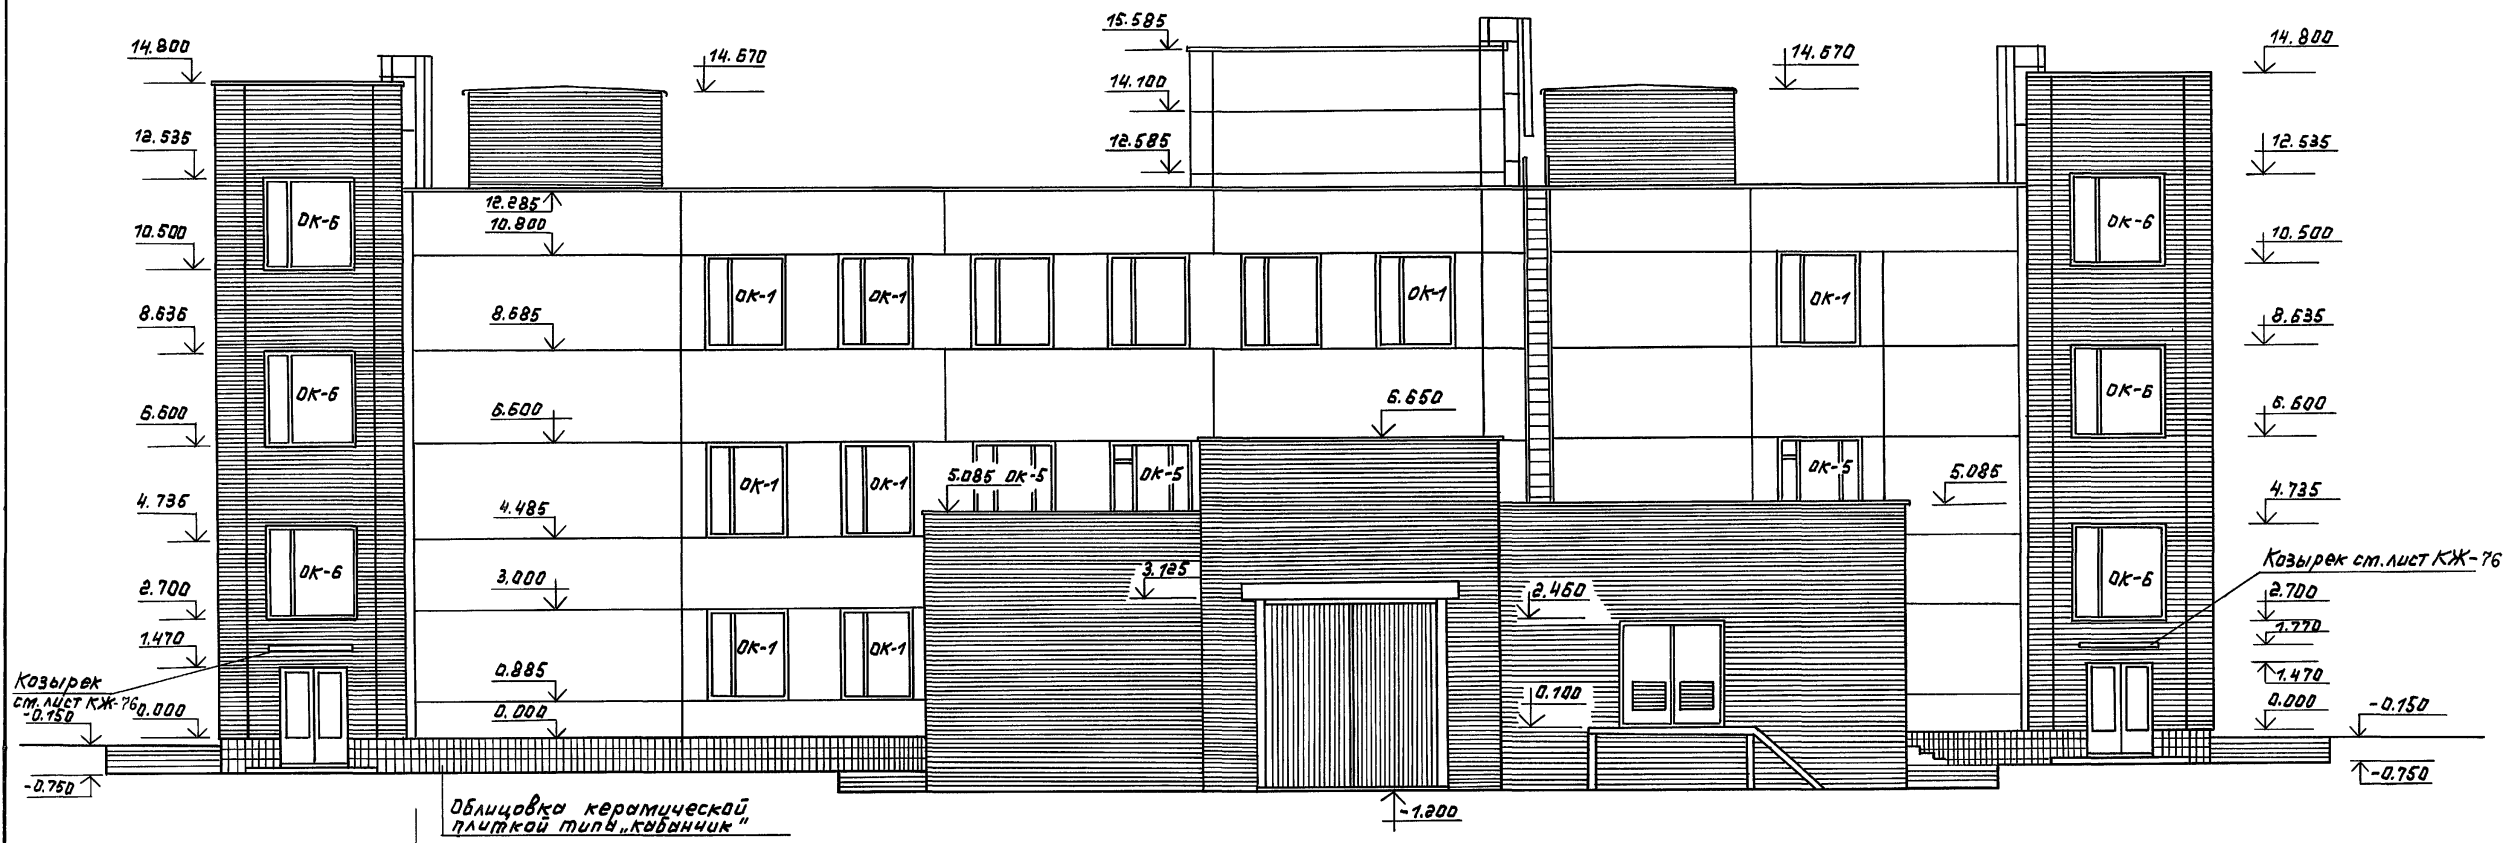 15.585
14.800
14.670
14.100
14.670
14.800
12.535
12.585
12.535
12.285
10.800
ОК-6
10.500
ОК-6
10.500
ОК-1
ОК-1
ОК-1
ОК-1
8.635
8.685
8.635
ОК-6
6.600
6.600
6.650
ОК-6
6.600
ОК-1
ОК-1
5.085
ОК-5
ОК-5
ОК-5
5.085
4.735
4.485
4.735
ОК-6
3.000
3.125
2.460
ОК-6
Козырек ст.лист КЖ-76
2.700
2.700
1.470
ОК-1
ОК-1
1.770
0.885
0.100
1.470
Козырек
ст.лист КЖ-76
-0.150
0.000
0.000
0.000
-0.150
-0.750
-0.750
Облицовка керамической
плиткой типа „кабанчик"
-1.200